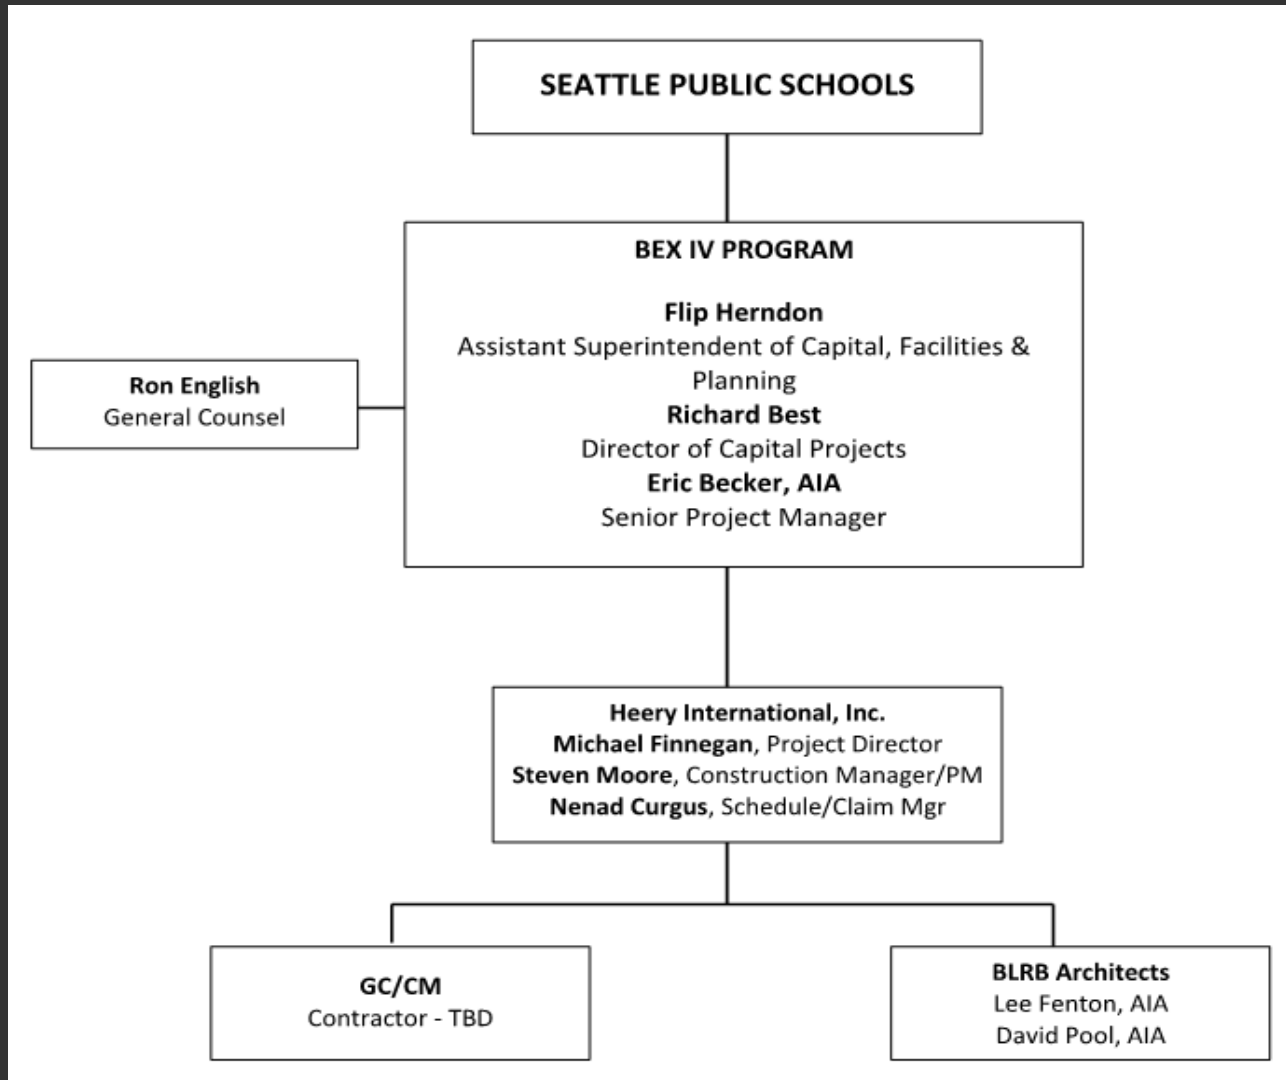 SEATTLE PUBLIC SCHOOLS
BEX IV PROGRAM
Flip Herndon
Assistant Superintendent of Capital, Facilities &
Planning
Richard Best
Director of Capital Projects
Eric Becker, AIA
Senior Project Manager
Ron English
General Counsel
Heery International, Inc.
Michael Finnegan, Project Director
Steven Moore, Construction Manager/PM
Nenad Curgus, Schedule/Claim Mgr
GC/CM
Contractor - TBD
BLRB Architects
Lee Fenton, AIA
David Pool, AIA